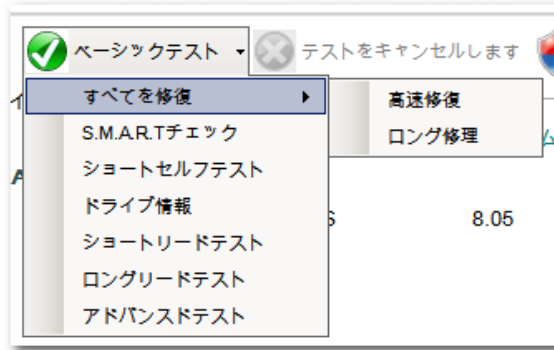 ベーシックテスト テストをキャンセルします
すべてを修復
高速修復
S.M.A.R.Tチェック
ロング修理
ショートセルフテスト
ドライブ情報
S 8.05
ショートリードテスト
ロングリードテスト
アドバンスドテスト